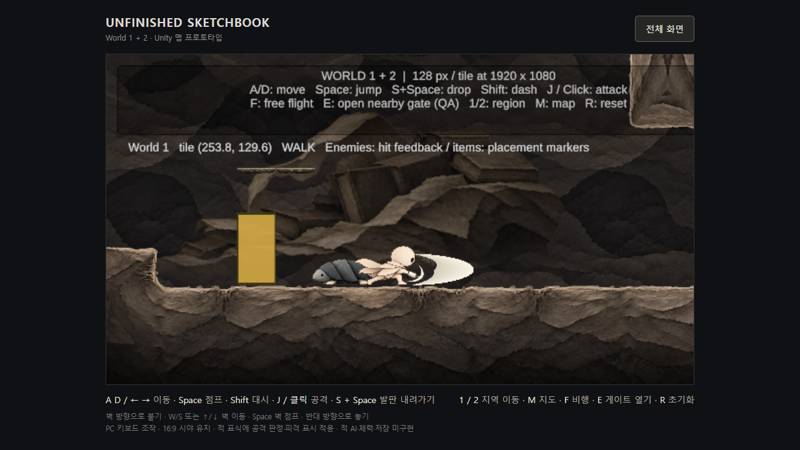 UNFINISHED SKETCHBOOK
World 1 + 2 · Unity 맵 프로토타입
전체 화면
WORLD 1 + 2 | 128 px / tile at 1920 x 1080
A/D: move Space: jump S+Space: drop Shift: dash J / Click: attack
F: free flight E: open nearby gate (QA) 1/2: region M: map R: reset
World 1 tile (253.8, 129.6) WALK Enemies: hit feedback / items: placement markers
A D / ← → 이동 · Space 점프 · Shift 대시 · J / 클릭 공격 · S + Space 발판 내려가기
1 / 2 지역 이동 · M 지도 · F 비행 · E 게이트 열기 · R 초기화
벽 방향으로 붙기 · W/S 또는 ↑/↓ 벽 이동 · Space 벽 점프 · 반대 방향으로 놓기
PC 키보드 조작 · 16:9 시야 유지 · 적 표식에 공격 판정·피격 표시 적용 · 적 AI·체력·저장 미구현